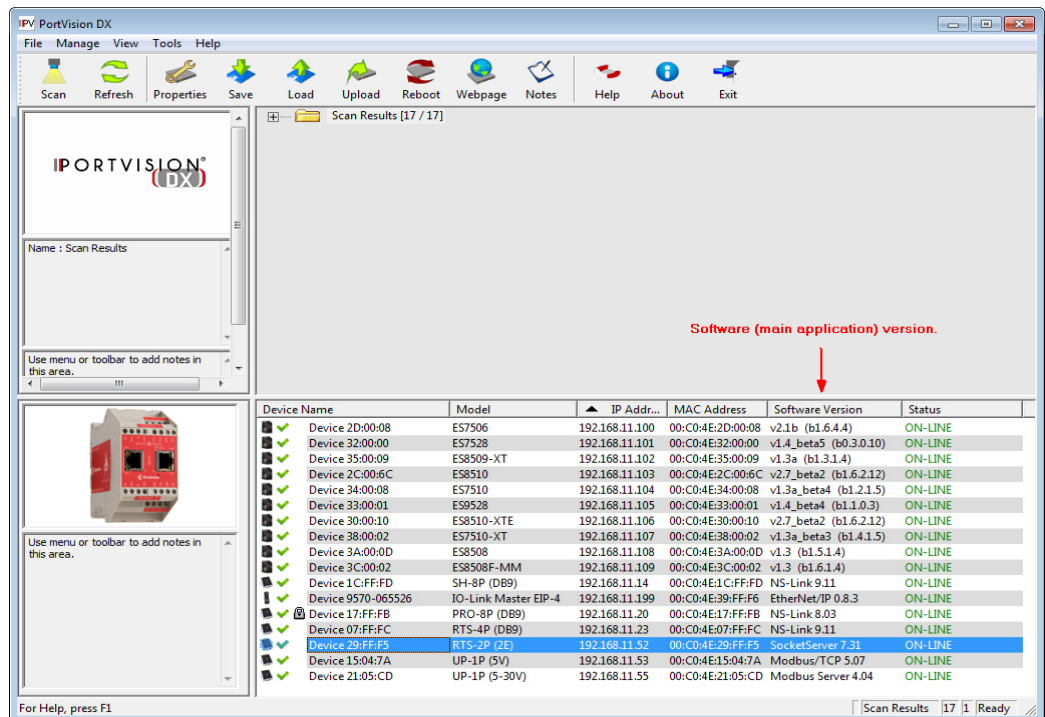 IPV PortVision DX
File Manage View Tools Help
Scan Refresh Properties Save Load Upload Reboot Webpage Notes Help About Exit
Scan Results [17 / 17]
IPORTVISION®
(DX)
Name : Scan Results
Use menu or toolbar to add notes in
this area.
Software (main application) version.
Device Name Model IP Addr... MAC Address Software Version Status
Device 2D:00:08 ES7506 192.168.11.100 00:C0:4E:2D:00:08 v2.1b (b1.6.4.4) ON-LINE
Device 32:00:00 ES7528 192.168.11.101 00:C0:4E:32:00:00 v1.4_beta5 (b0.3.0.10) ON-LINE
Device 35:00:09 ES8509-XT 192.168.11.102 00:C0:4E:35:00:09 v1.3a (b1.3.1.4) ON-LINE
Device 2C:00:6C ES8510 192.168.11.103 00:C0:4E:2C:00:6C v2.7_beta2 (b1.6.2.12) ON-LINE
Device 34:00:08 ES7510 192.168.11.104 00:C0:4E:34:00:08 v1.3a_beta4 (b1.2.1.5) ON-LINE
Device 33:00:01 ES9528 192.168.11.105 00:C0:4E:33:00:01 v1.4_beta4 (b1.1.0.3) ON-LINE
Device 30:00:10 ES8510-XTE 192.168.11.106 00:C0:4E:30:00:10 v2.7_beta2 (b1.6.2.12) ON-LINE
Device 38:00:02 ES7510-XT 192.168.11.107 00:C0:4E:38:00:02 v1.3a_beta3 (b1.4.1.5) ON-LINE
Device 3A:00:0D ES8508 192.168.11.108 00:C0:4E:3A:00:0D v1.3 (b1.5.1.4) ON-LINE
Device 3C:00:02 ES8508F-MM 192.168.11.109 00:C0:4E:3C:00:02 v1.3 (b1.6.1.4) ON-LINE
Device 1C:FF:FD SH-8P (DB9) 192.168.11.14 00:C0:4E:1C:FF:FD NS-Link 9.11 ON-LINE
Device 9570-065526 IO-Link Master EIP-4 192.168.11.199 00:C0:4E:39:FF:F6 EtherNet/IP 0.8.3 ON-LINE
Device 17:FF:FB PRO-8P (DB9) 192.168.11.20 00:C0:4E:17:FF:FB NS-Link 8.03 ON-LINE
Device 07:FF:FC RTS-4P (DB9) 192.168.11.23 00:C0:4E:07:FF:FC NS-Link 9.11 ON-LINE
Device 29:FF:F5 RTS-2P (2E) 192.168.11.52 00:C0:4E:29:FF:F5 SocketServer 7.31 ON-LINE
Device 15:04:7A UP-1P (5V) 192.168.11.53 00:C0:4E:15:04:7A Modbus/TCP 5.07 ON-LINE
Device 21:05:CD UP-1P (5-30V) 192.168.11.55 00:C0:4E:21:05:CD Modbus Server 4.04 ON-LINE
Use menu or toolbar to add notes in
this area.
For Help, press F1
Scan Results 17 1 Ready